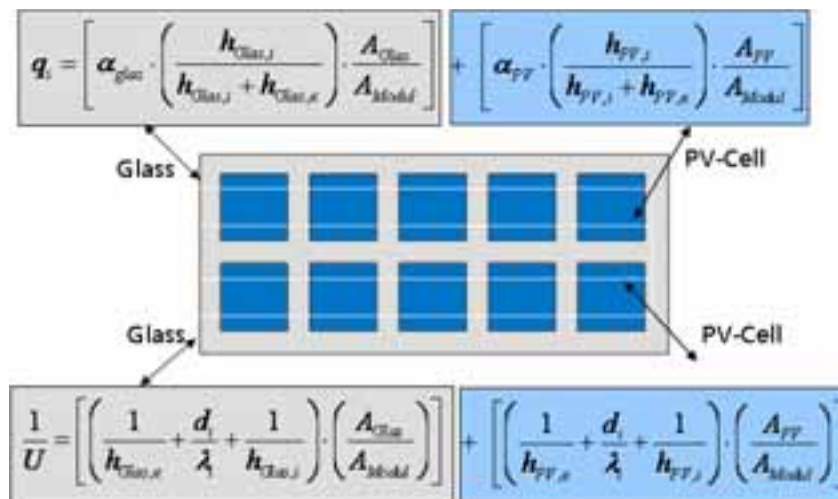 q_i = [α_glas · (h_Glas,i / (h_Glas,i + h_Glas,e)) · A_Glas / A_Modul] + [α_PV · (h_PV,i / (h_PV,i + h_PV,e)) · A_PV / A_Modul]
Glass
PV-Cell
Glass
PV-Cell
1/U = [(1/h_Glas,e + d_i/λ_i + 1/h_Glas,i) · (A_Glas / A_Modul)] + [(1/h_PV,e + d_i/λ_i + 1/h_PV,i) · (A_PV / A_Modul)]